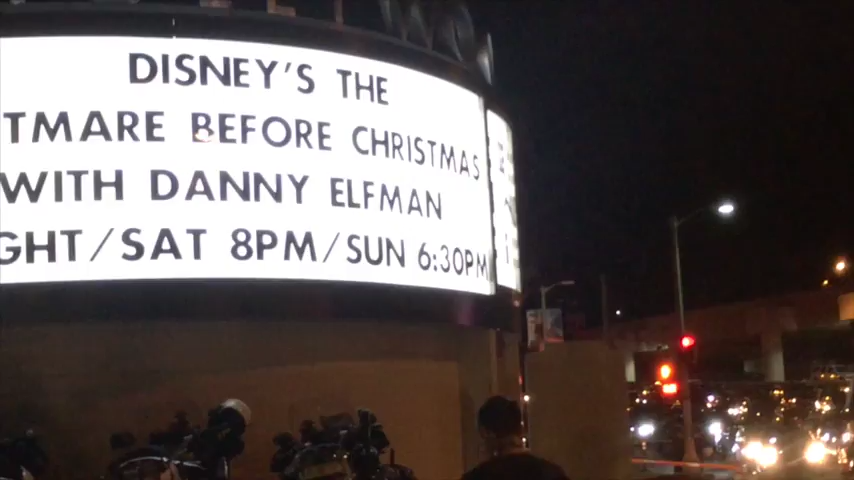 DISNEY'S THE
TMARE BEFORE CHRISTMAS
WITH DANNY ELFMAN
GHT/SAT 8PM/SUN 6:30PM